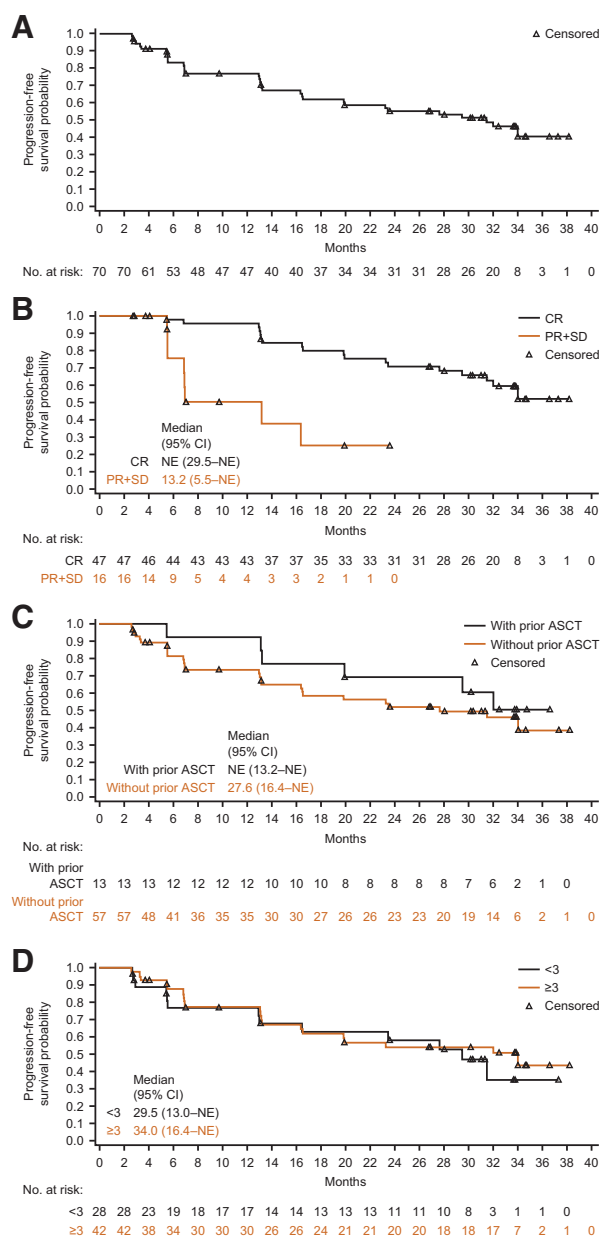 A
Progression-free
survival probability
1.0
0.9
0.8
0.7
0.6
0.5
0.4
0.3
0.2
0.1
0.0
Censored
0 2 4 6 8 10 12 14 16 18 20 22 24 26 28 30 32 34 36 38 40
Months
No. at risk: 70 70 61 53 48 47 47 40 40 37 34 34 31 31 28 26 20 8 3 1 0
B
Progression-free
survival probability
1.0
0.9
0.8
0.7
0.6
0.5
0.4
0.3
0.2
0.1
0.0
CR
PR+SD
Censored
Median
(95% CI)
CR NE (29.5–NE)
PR+SD 13.2 (5.5–NE)
0 2 4 6 8 10 12 14 16 18 20 22 24 26 28 30 32 34 36 38 40
Months
No. at risk:
CR 47 47 46 44 43 43 43 37 37 35 33 33 31 31 28 26 20 8 3 1 0
PR+SD 16 16 14 9 5 4 4 3 3 2 1 1 0
C
Progression-free
survival probability
1.0
0.9
0.8
0.7
0.6
0.5
0.4
0.3
0.2
0.1
0.0
With prior ASCT
Without prior ASCT
Censored
Median
(95% CI)
With prior ASCT NE (13.2–NE)
Without prior ASCT 27.6 (16.4–NE)
0 2 4 6 8 10 12 14 16 18 20 22 24 26 28 30 32 34 36 38 40
Months
No. at risk:
With prior
ASCT 13 13 13 12 12 12 12 10 10 10 8 8 8 8 8 7 6 2 1 0
Without prior
ASCT 57 57 48 41 36 35 35 30 30 27 26 26 23 23 20 19 14 6 2 1 0
D
Progression-free
survival probability
1.0
0.9
0.8
0.7
0.6
0.5
0.4
0.3
0.2
0.1
0.0
<3
≥3
Censored
Median
(95% CI)
<3 29.5 (13.0–NE)
≥3 34.0 (16.4–NE)
0 2 4 6 8 10 12 14 16 18 20 22 24 26 28 30 32 34 36 38 40
Months
No. at risk:
<3 28 28 23 19 18 17 17 14 14 13 13 13 11 11 10 8 3 1 1 0
≥3 42 42 38 34 30 30 30 26 26 24 21 21 20 20 18 18 17 7 2 1 0